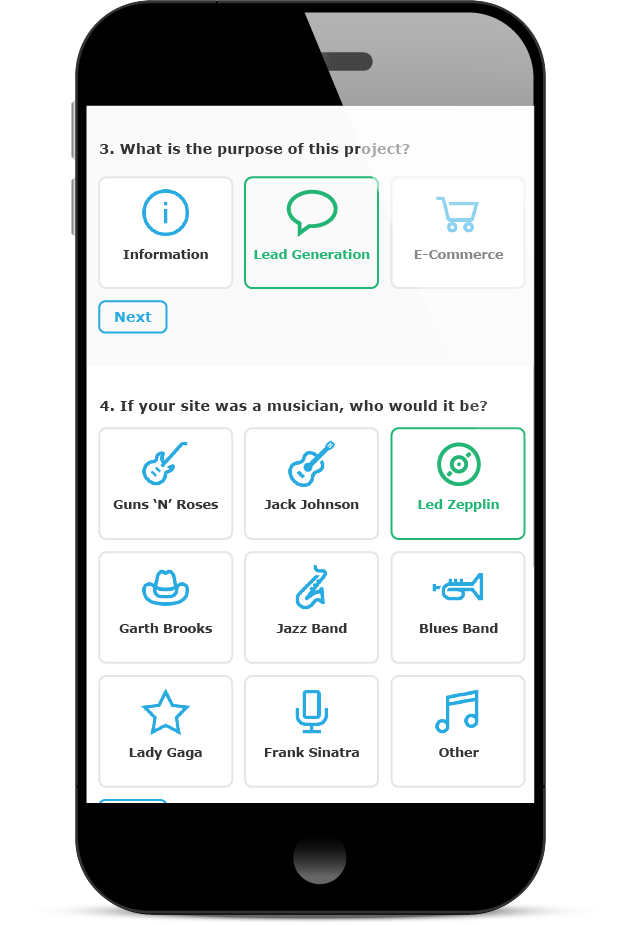 3. What is the purpose of this project?
Information
Lead Generation
E-Commerce
Next
4. If your site was a musician, who would it be?
Guns ‘N’ Roses
Jack Johnson
Led Zepplin
Garth Brooks
Jazz Band
Blues Band
Lady Gaga
Frank Sinatra
Other